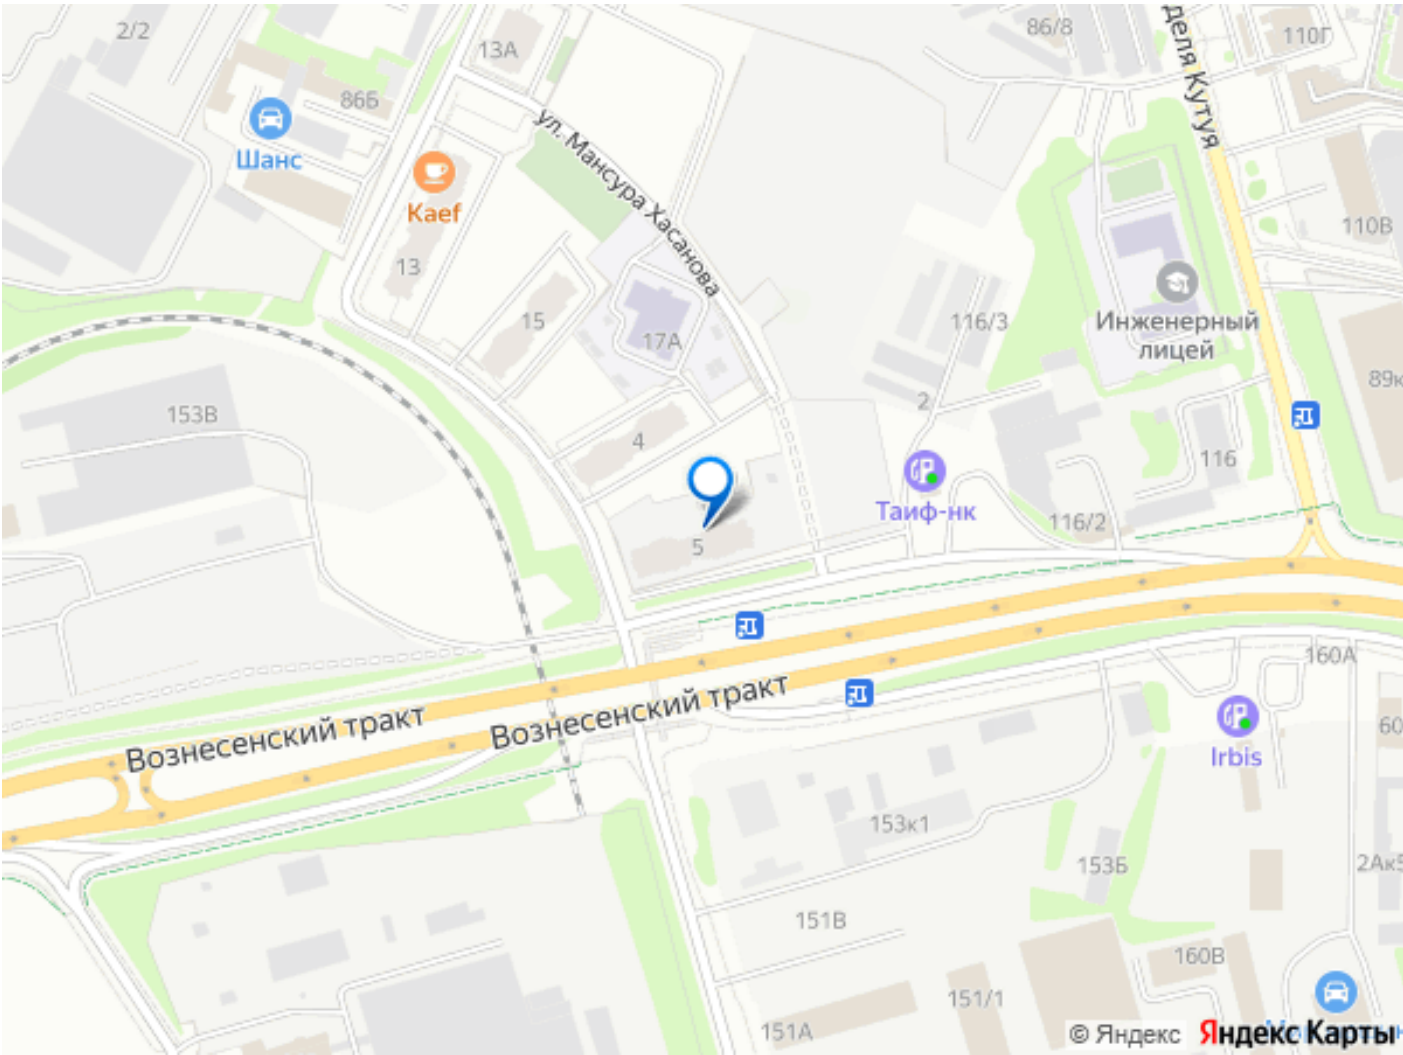 2/2
13А
86/8
110Г
деля Кутуя
86Б
Шанс
ул. Мансура Хасанова
Kaef
110В
13
15
17А
116/3
Инженерный
лицей
89к
153В
2
4
116
Таиф-нк
116/2
5
160А
Вознесенский тракт
Вознесенский тракт
60
Irbis
153к1
153Б
2Ак5
151В
160В
151/1
151А
© Яндекс
Яндекс Карты